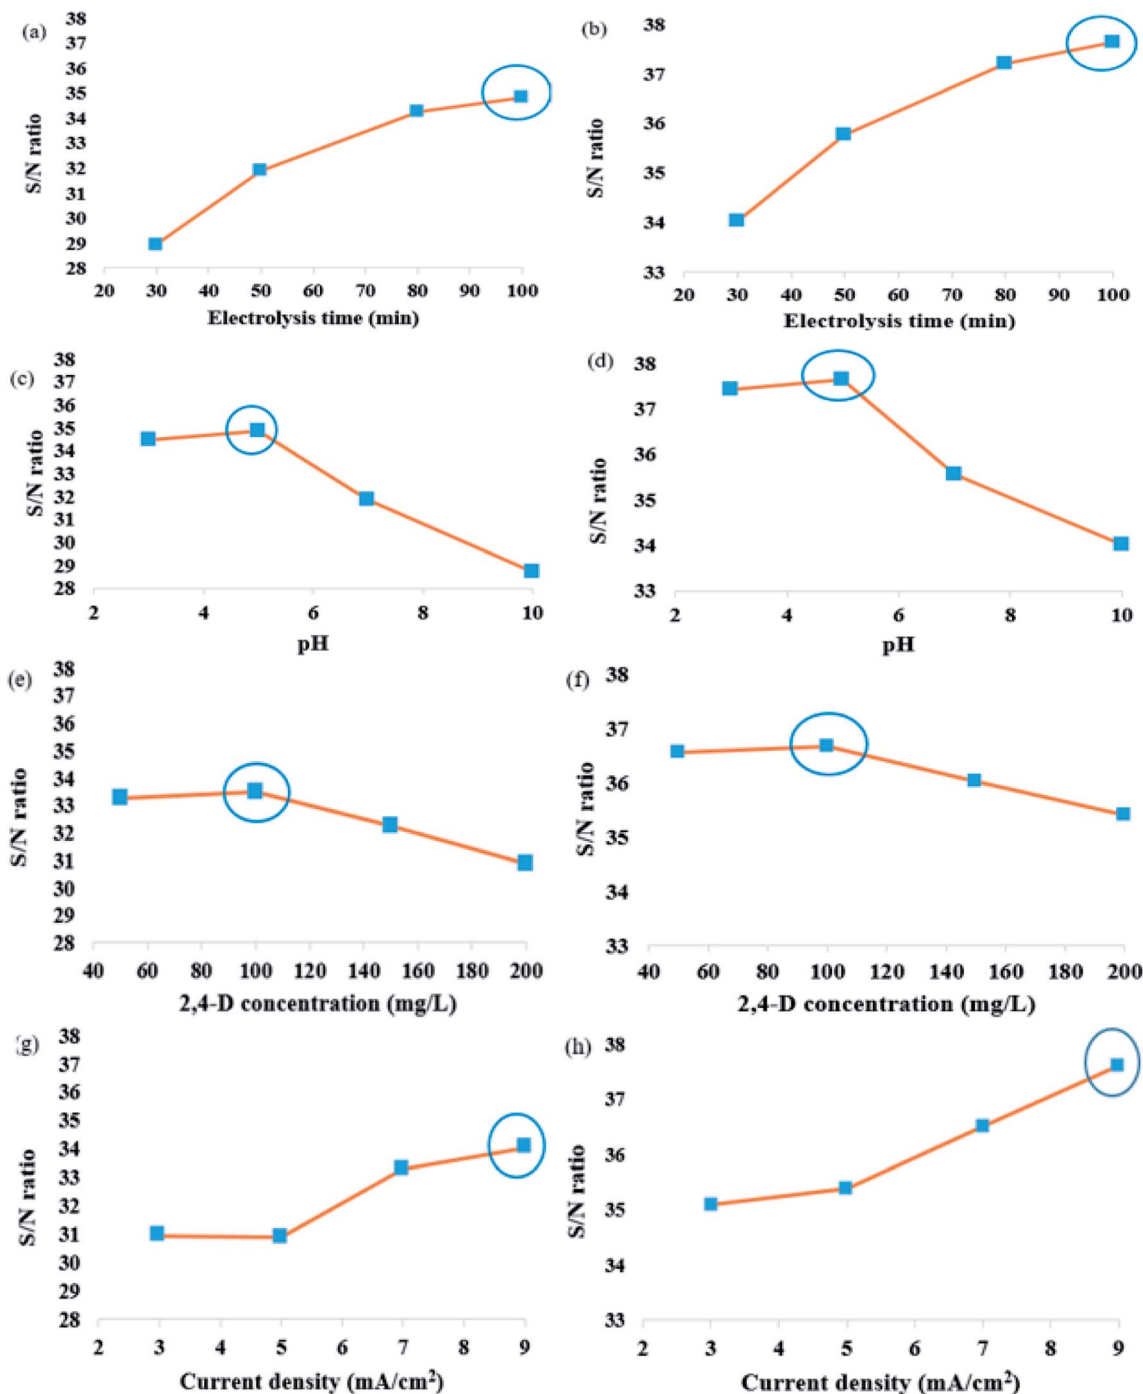 (a)
38
37
36
35
34
33
32
31
30
29
28
S/N ratio
20 30 40 50 60 70 80 90 100
Electrolysis time (min)
(b)
38
37
36
35
34
33
S/N ratio
20 30 40 50 60 70 80 90 100
Electrolysis time (min)
(c)
38
37
36
35
34
33
32
31
30
29
28
S/N ratio
2 4 6 8 10
pH
(d)
38
37
36
35
34
33
S/N ratio
2 4 6 8 10
pH
(e)
38
37
36
35
34
33
32
31
30
29
28
S/N ratio
40 60 80 100 120 140 160 180 200
2,4-D concentration (mg/L)
(f)
38
37
36
35
34
33
S/N ratio
40 60 80 100 120 140 160 180 200
2,4-D concentration (mg/L)
(g)
38
37
36
35
34
33
32
31
30
29
28
S/N ratio
2 3 4 5 6 7 8 9
Current density (mA/cm²)
(h)
38
37
36
35
34
33
S/N ratio
2 3 4 5 6 7 8 9
Current density (mA/cm²)